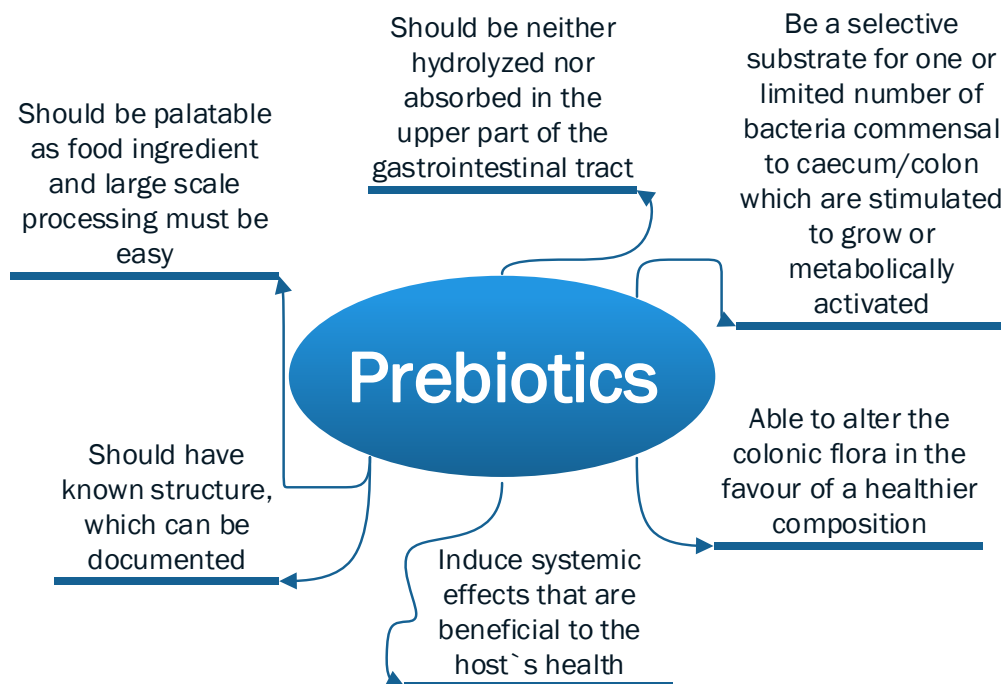 Should be neither
hydrolyzed nor
absorbed in the
upper part of the
gastrointestinal tract
Be a selective
substrate for one or
limited number of
bacteria commensal
to caecum/colon
which are stimulated
to grow or
metabolically
activated
Should be palatable
as food ingredient
and large scale
processing must be
easy
Prebiotics
Able to alter the
colonic flora in the
favour of a healthier
composition
Should have
known structure,
which can be
documented
Induce systemic
effects that are
beneficial to the
host`s health